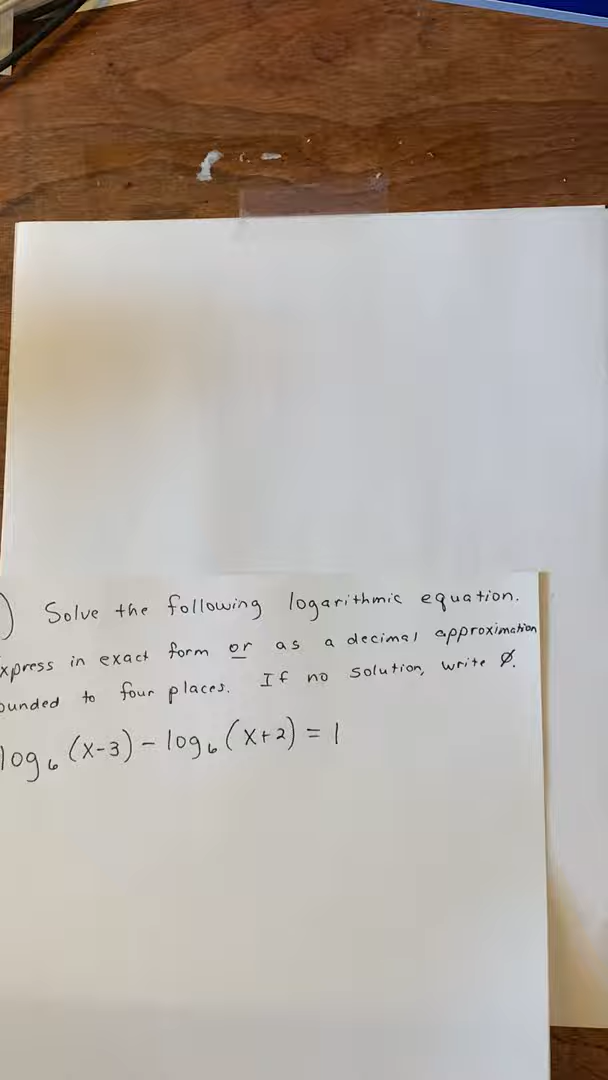 ) Solve the following logarithmic equation.
xpress in exact form or as a decimal approximation
ounded to four places. If no solution, write Ø.
log₆(x-3) - log₆(x+2) = 1